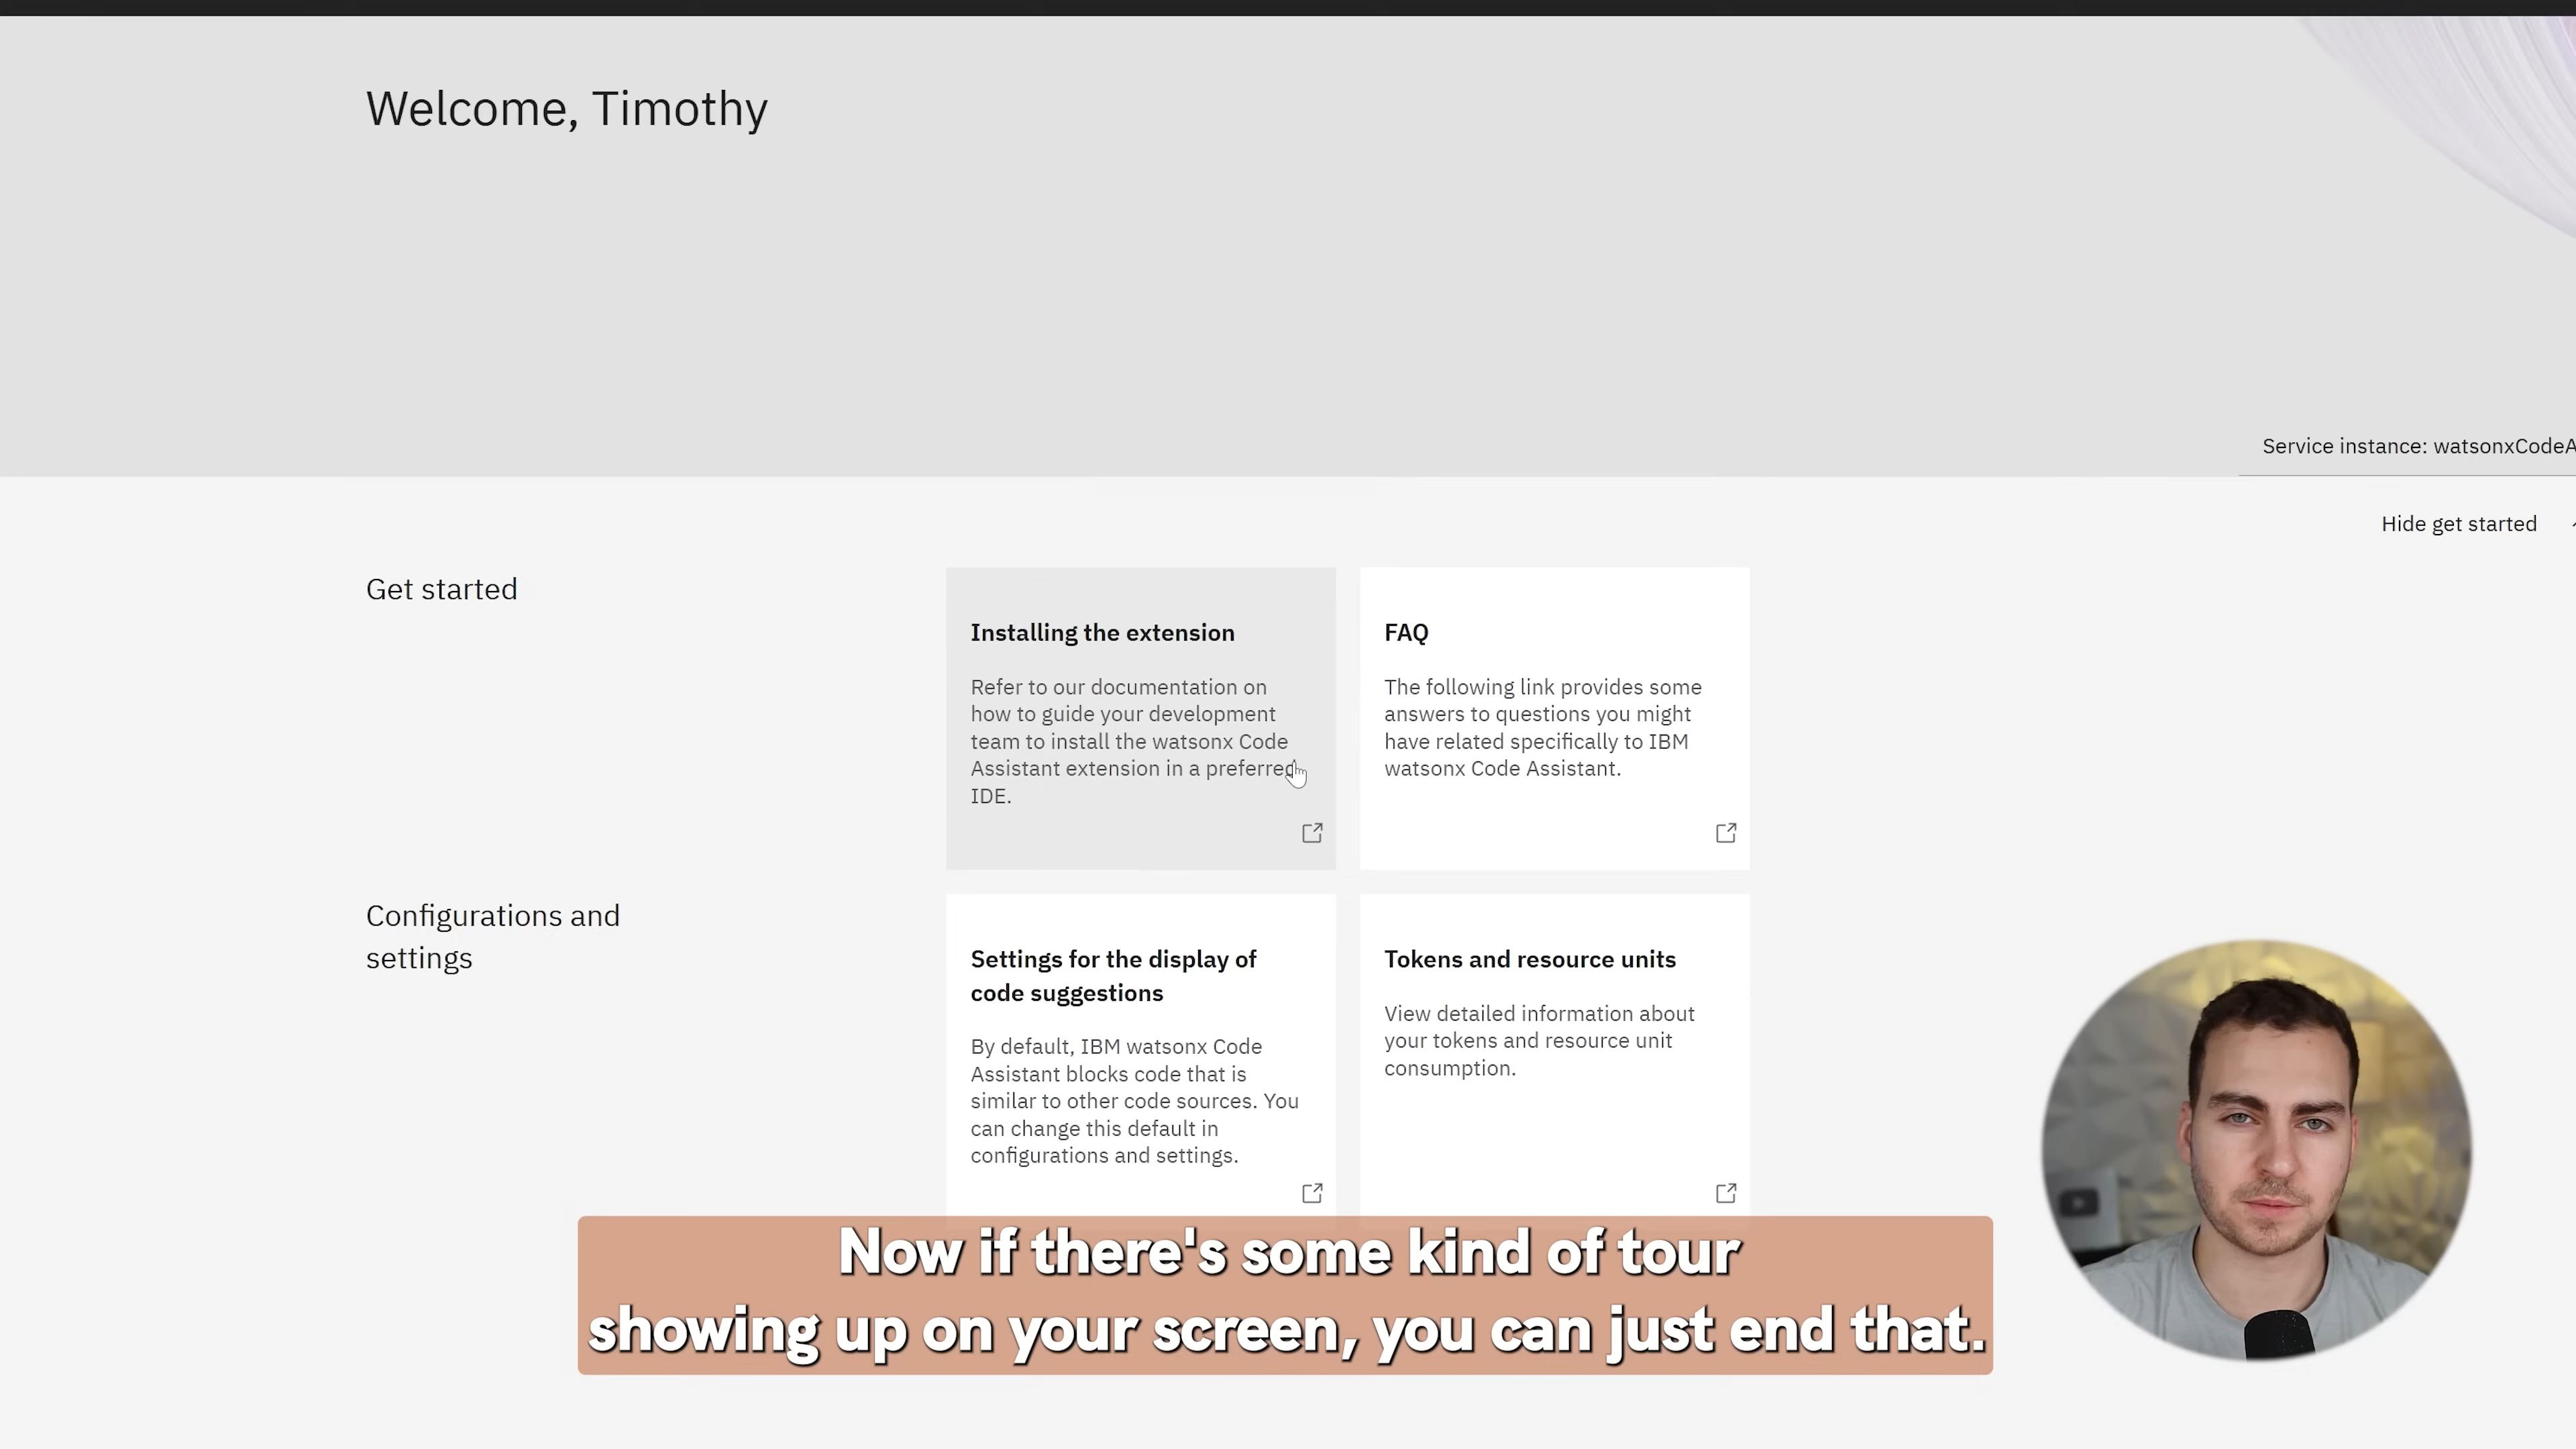 Welcome, Timothy
Service instance: watsonxCodeA
Hide get started
Get started
Installing the extension
Refer to our documentation on
how to guide your development
team to install the watsonx Code
Assistant extension in a preferred
IDE.
FAQ
The following link provides some
answers to questions you might
have related specifically to IBM
watsonx Code Assistant.
Configurations and
settings
Settings for the display of
code suggestions
By default, IBM watsonx Code
Assistant blocks code that is
similar to other code sources. You
can change this default in
configurations and settings.
Tokens and resource units
View detailed information about
your tokens and resource unit
consumption.
Now if there's some kind of tour
showing up on your screen, you can just end that.